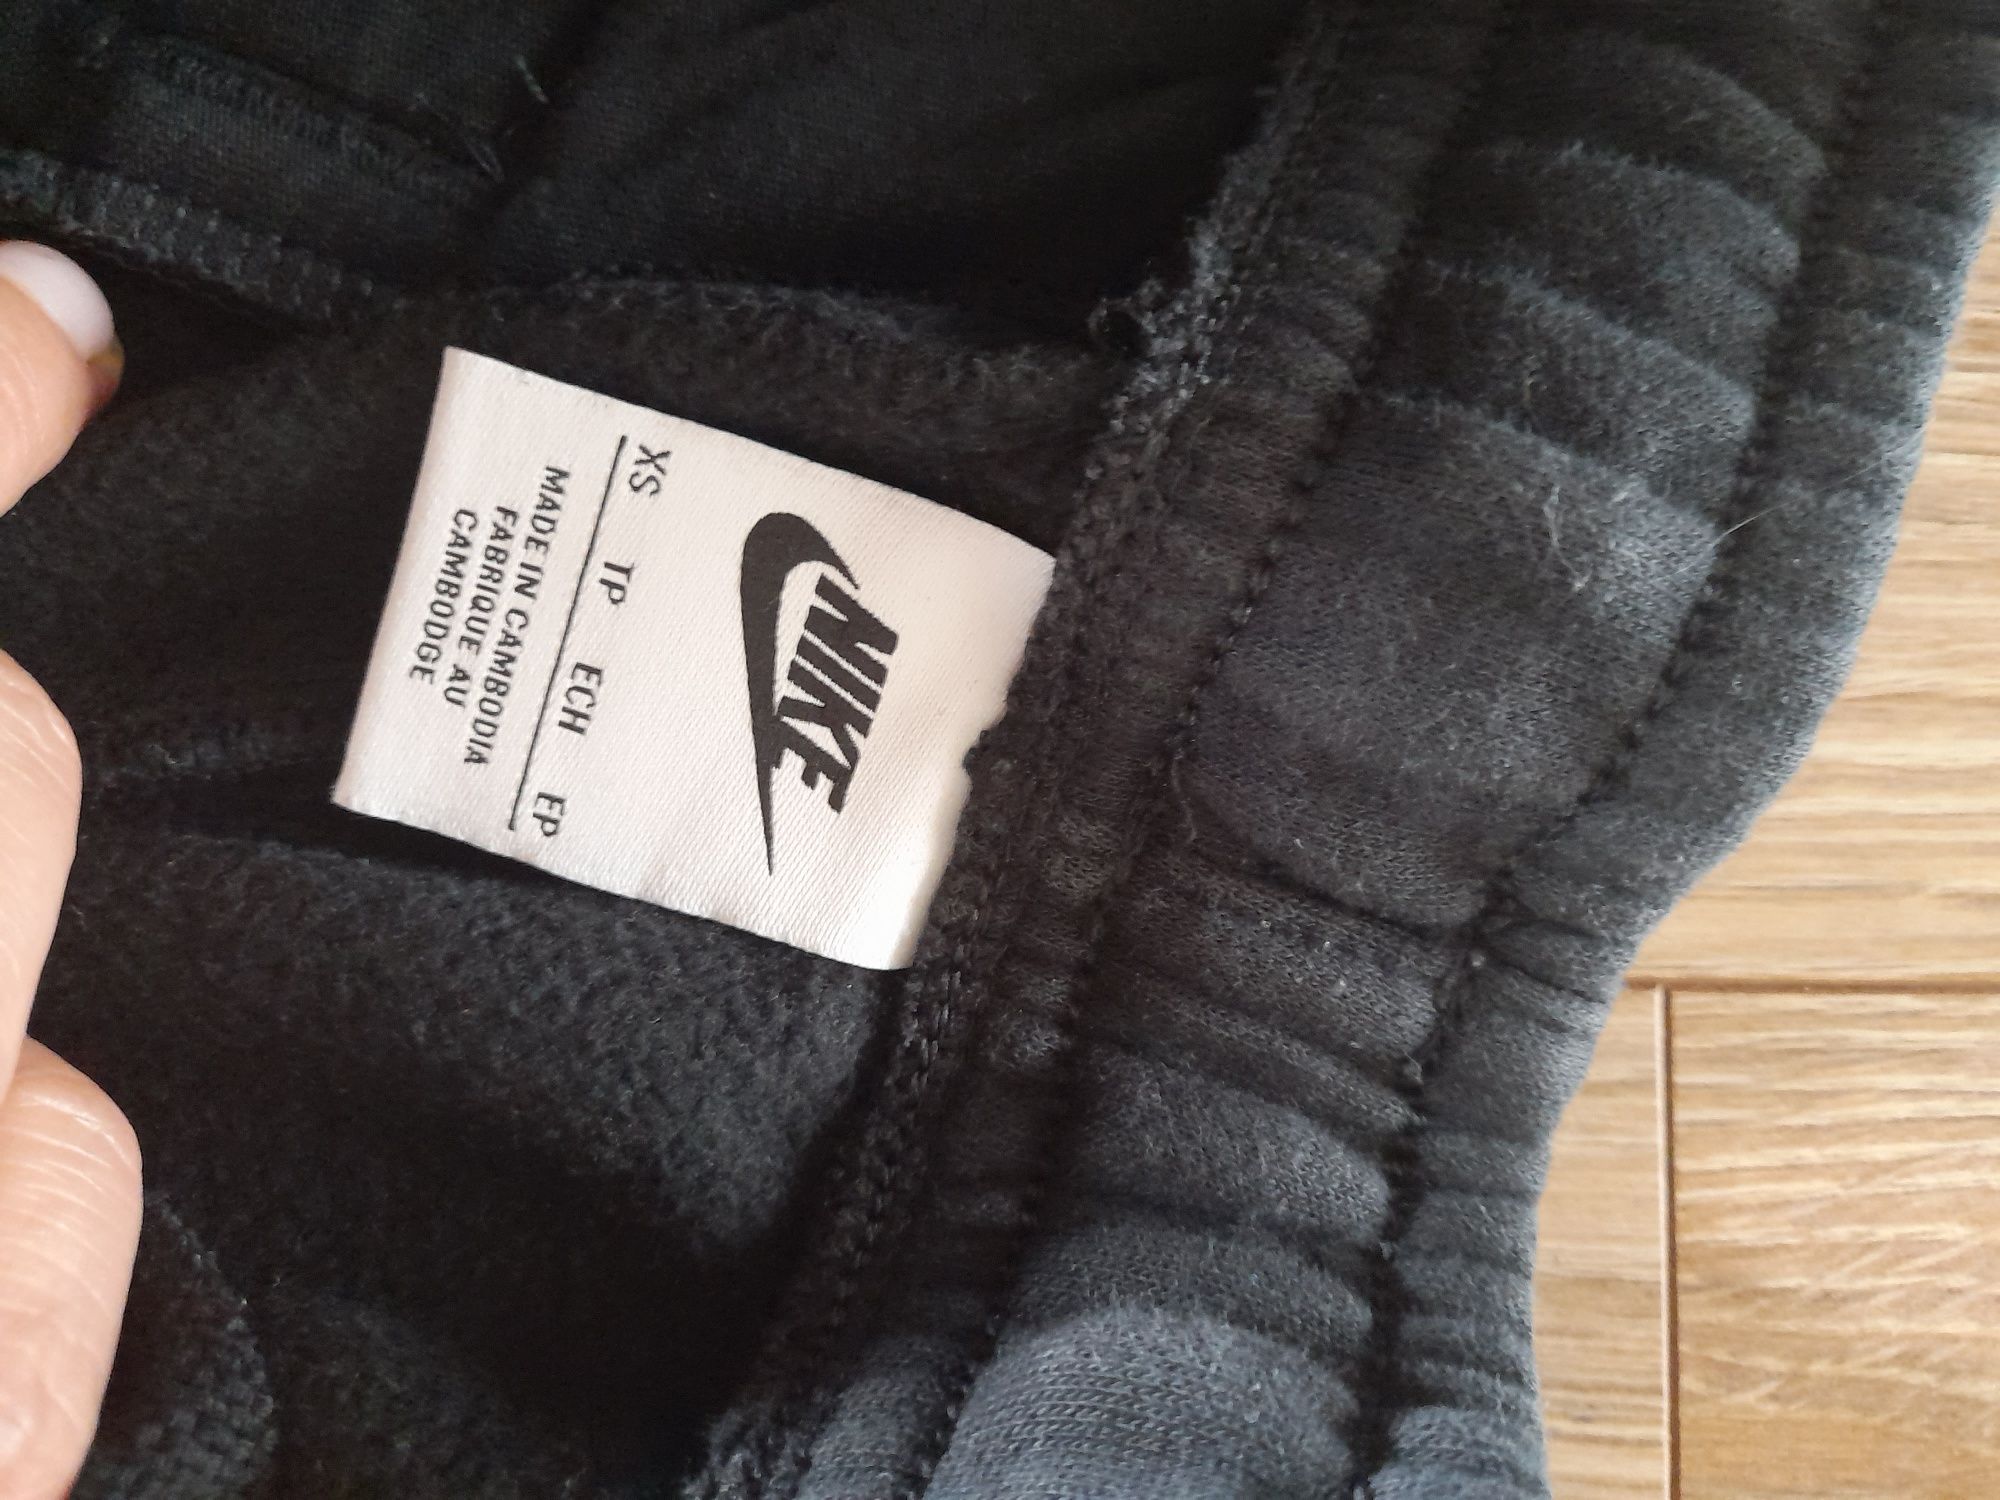 NIKE
XS TP ECH EP
MADE IN CAMBODIA
FABRIQUE AU
CAMBODGE